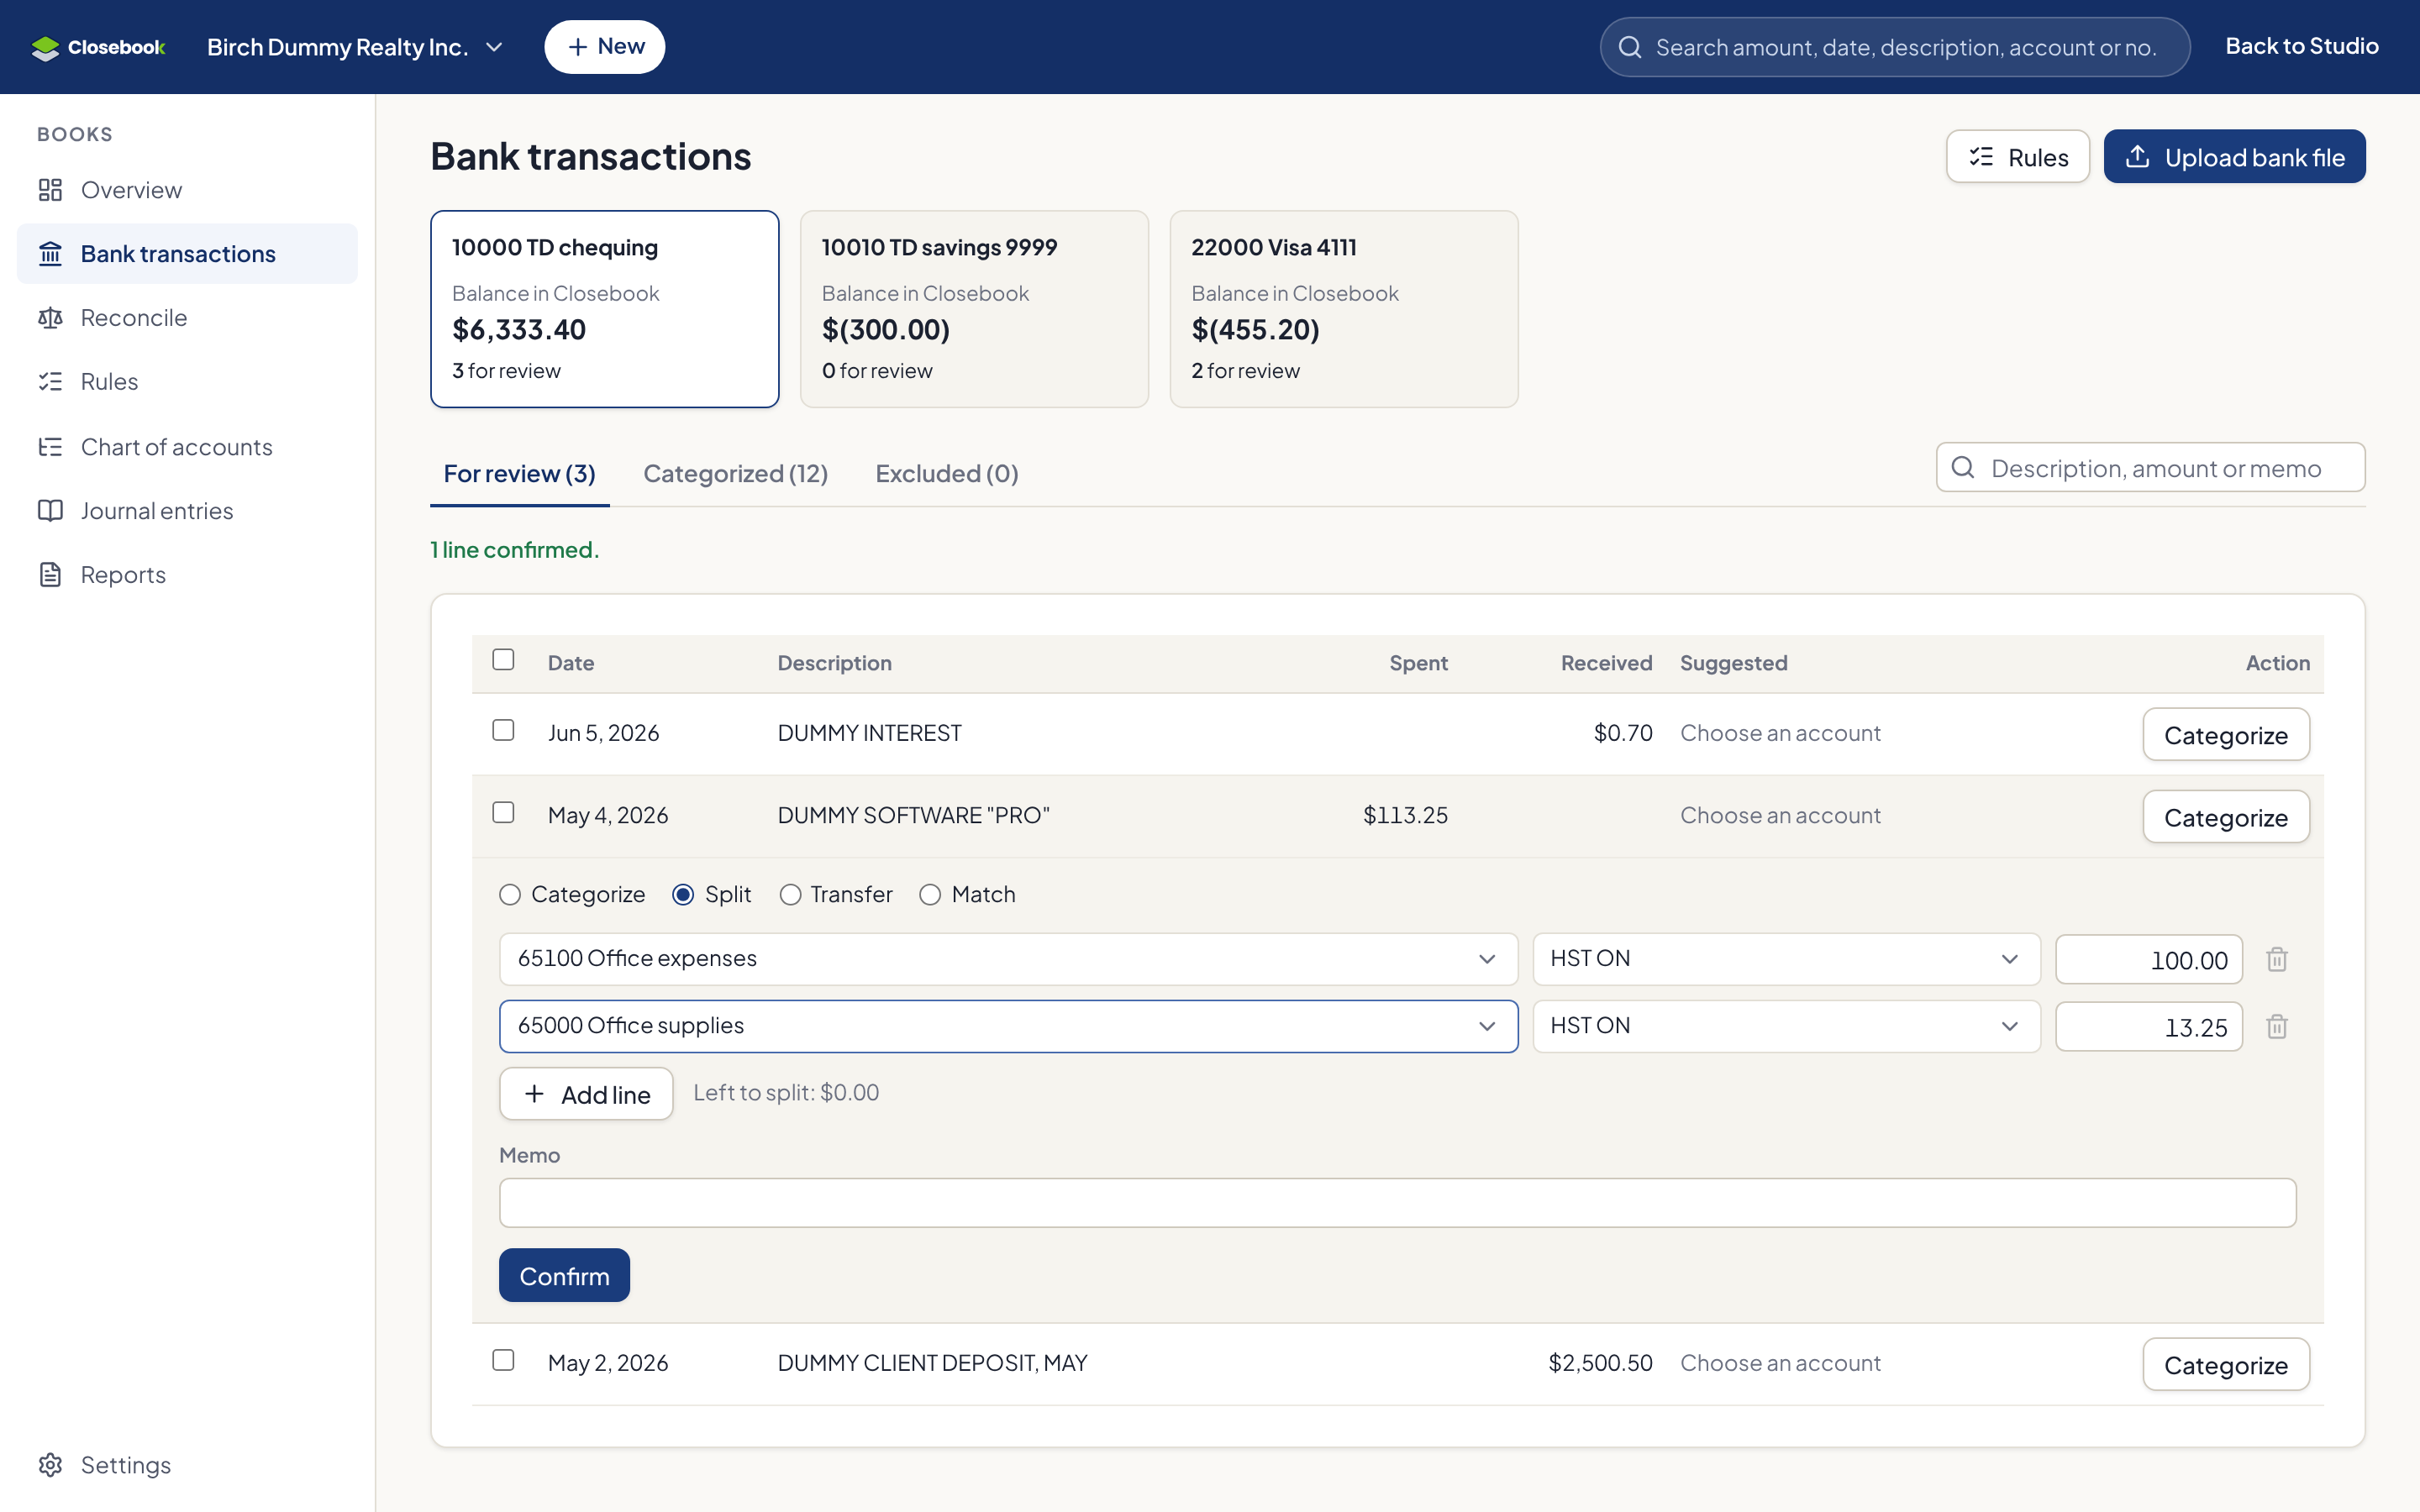 Closebook Birch Dummy Realty Inc. + New Search amount, date, description, account or no. Back to Studio
BOOKS
Overview
Bank transactions
Reconcile
Rules
Chart of accounts
Journal entries
Reports
Settings
Bank transactions Rules Upload bank file
10000 TD chequing
Balance in Closebook
$6,333.40
3 for review
10010 TD savings 9999
Balance in Closebook
$(300.00)
0 for review
22000 Visa 4111
Balance in Closebook
$(455.20)
2 for review
For review (3) Categorized (12) Excluded (0) Description, amount or memo
1 line confirmed.
Date Description Spent Received Suggested Action
Jun 5, 2026 DUMMY INTEREST $0.70 Choose an account Categorize
May 4, 2026 DUMMY SOFTWARE "PRO" $113.25 Choose an account Categorize
Categorize Split Transfer Match
65100 Office expenses HST ON 100.00
65000 Office supplies HST ON 13.25
+ Add line Left to split: $0.00
Memo
Confirm
May 2, 2026 DUMMY CLIENT DEPOSIT, MAY $2,500.50 Choose an account Categorize